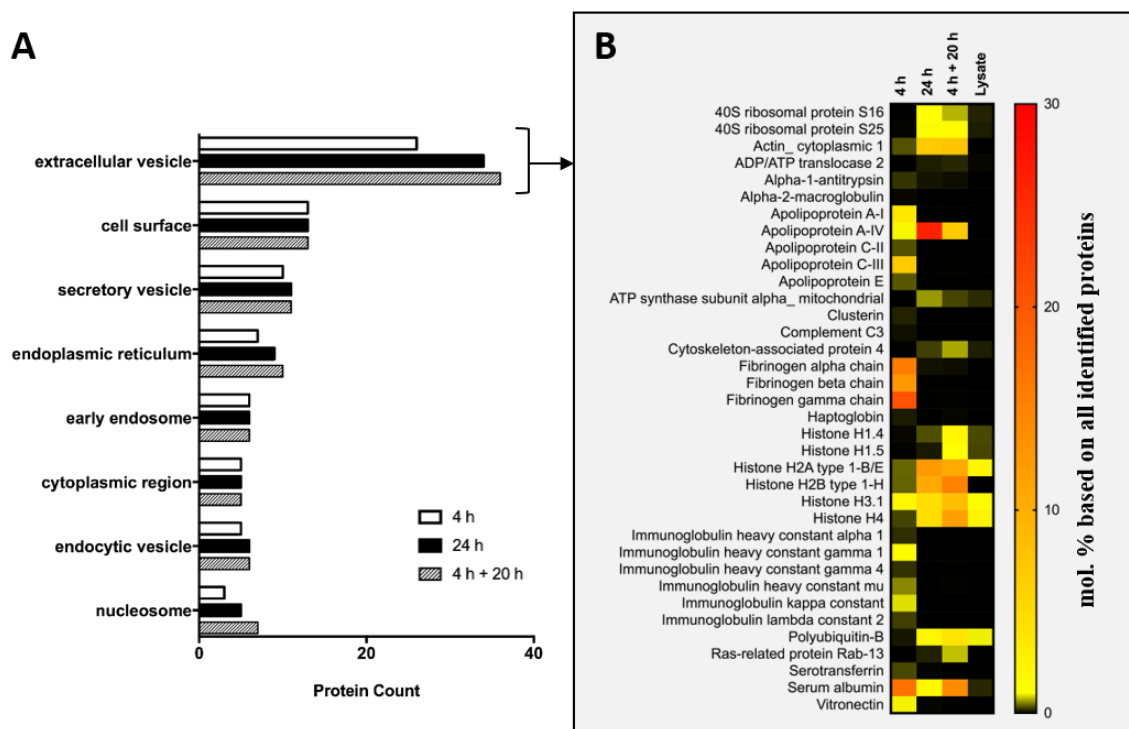 A
extracellular vesicle
cell surface
secretory vesicle
endoplasmic reticulum
early endosome
cytoplasmic region
endocytic vesicle
nucleosome
4 h
24 h
4 h + 20 h
0
20
40
Protein Count
B
4 h
24 h
4 h + 20 h
Lysate
40S ribosomal protein S16
40S ribosomal protein S25
Actin_ cytoplasmic 1
ADP/ATP translocase 2
Alpha-1-antitrypsin
Alpha-2-macroglobulin
Apolipoprotein A-I
Apolipoprotein A-IV
Apolipoprotein C-II
Apolipoprotein C-III
Apolipoprotein E
ATP synthase subunit alpha_ mitochondrial
Clusterin
Complement C3
Cytoskeleton-associated protein 4
Fibrinogen alpha chain
Fibrinogen beta chain
Fibrinogen gamma chain
Haptoglobin
Histone H1.4
Histone H1.5
Histone H2A type 1-B/E
Histone H2B type 1-H
Histone H3.1
Histone H4
Immunoglobulin heavy constant alpha 1
Immunoglobulin heavy constant gamma 1
Immunoglobulin heavy constant gamma 4
Immunoglobulin heavy constant mu
Immunoglobulin kappa constant
Immunoglobulin lambda constant 2
Polyubiquitin-B
Ras-related protein Rab-13
Serotransferrin
Serum albumin
Vitronectin
30
20
10
0
mol. % based on all identified proteins